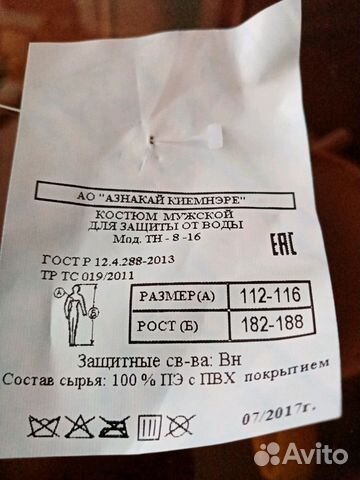 АО "АЗНАКАЙ КИЕМНЭРЕ"
КОСТЮМ МУЖСКОЙ
ДЛЯ ЗАЩИТЫ ОТ ВОДЫ
Мод. ТН - 8 -16
EAC
ГОСТ Р 12.4.288-2013
ТР ТС 019/2011
А
Б
РАЗМЕР(А) 112-116
РОСТ (Б) 182-188
Защитные св-ва: Вн
Состав сырья: 100 % ПЭ с ПВХ покрытием
07/2017г.
Avito